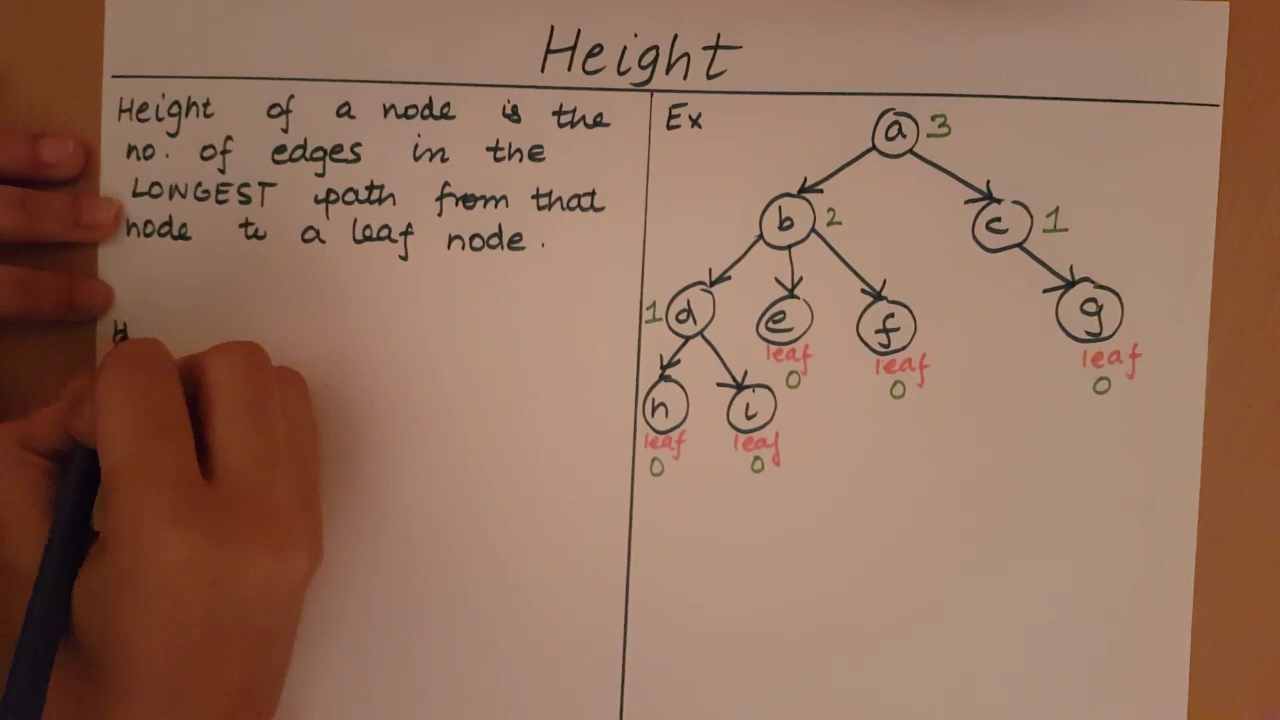 Height
Height of a node is the
no. of edges in the
LONGEST path from that
node to a leaf node.
H
Ex
a 3
b 2
c 1
1 d
e
f
g
leaf
leaf
leaf
0
0
0
h
i
leaf
leaf
0
0